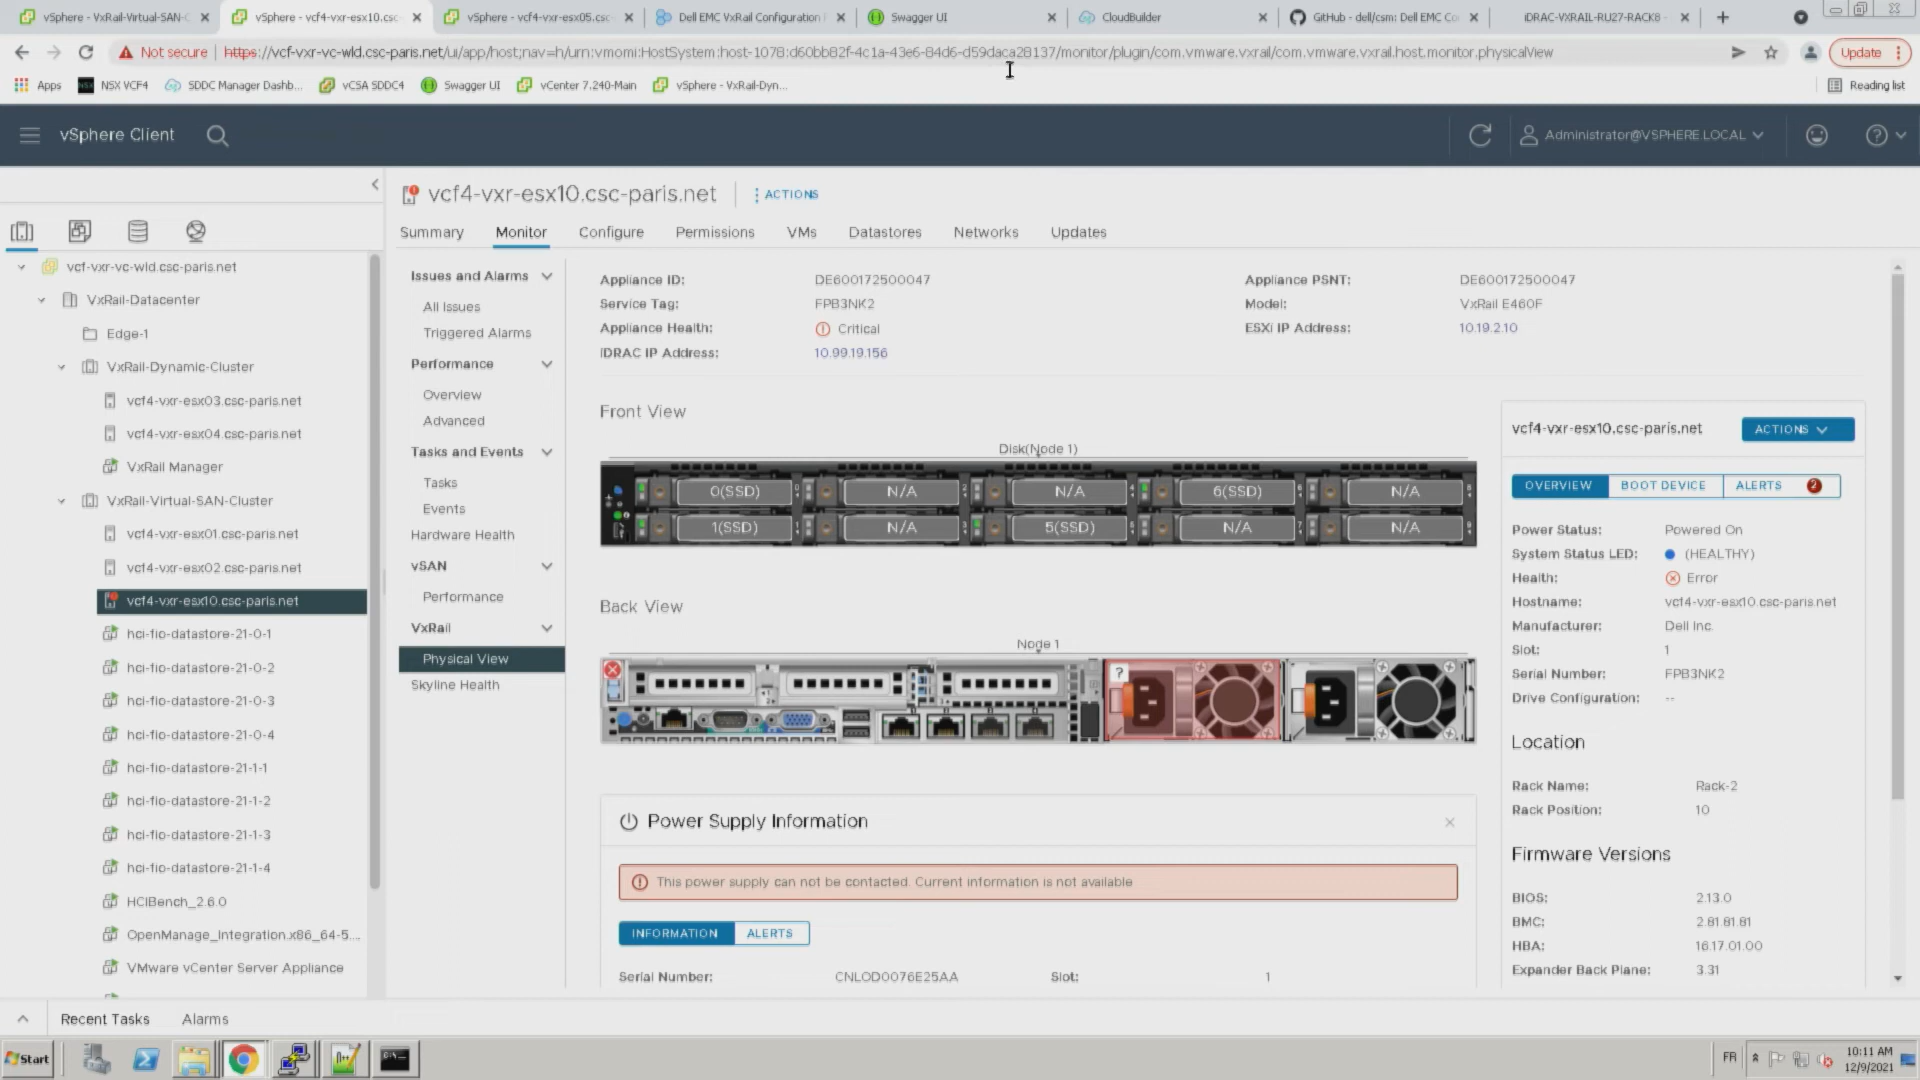 vSphere - VxRail-Virtual-SAN-C
vSphere - vcf4-vxr-esx10.csc-
vSphere - vcf4-vxr-esx05.csc-
Dell EMC VxRail Configuration
Swagger UI
CloudBuilder
GitHub - dell/csm: Dell EMC Co
iDRAC-VXRAIL-RU27-RACK8 -
Not secure
https://vcf-vxr-vc-wld.csc-paris.net/ui/app/host;nav=h/urn:vmomi:HostSystem:host-1078:d60bb82f-4c1a-43e6-84d6-d59daca28137/monitor/plugin/com.vmware.vxrail/com.vmware.vxrail.host.monitor.physicalView
Update
Apps
NSX VCF4
SDDC Manager Dashb...
vCSA SDDC4
Swagger UI
vCenter 7.240-Main
vSphere - VxRail-Dyn...
Reading list
vSphere Client
Administrator@VSPHERE.LOCAL
vcf4-vxr-esx10.csc-paris.net
ACTIONS
Summary
Monitor
Configure
Permissions
VMs
Datastores
Networks
Updates
vcf-vxr-vc-wld.csc-paris.net
VxRail-Datacenter
Edge-1
VxRail-Dynamic-Cluster
vcf4-vxr-esx03.csc-paris.net
vcf4-vxr-esx04.csc-paris.net
VxRail Manager
VxRail-Virtual-SAN-Cluster
vcf4-vxr-esx01.csc-paris.net
vcf4-vxr-esx02.csc-paris.net
vcf4-vxr-esx10.csc-paris.net
hci-fio-datastore-21-0-1
hci-fio-datastore-21-0-2
hci-fio-datastore-21-0-3
hci-fio-datastore-21-0-4
hci-fio-datastore-21-1-1
hci-fio-datastore-21-1-2
hci-fio-datastore-21-1-3
hci-fio-datastore-21-1-4
HCIBench_2.6.0
OpenManage_Integration.x86_64-5....
VMware vCenter Server Appliance
Issues and Alarms
All Issues
Triggered Alarms
Performance
Overview
Advanced
Tasks and Events
Tasks
Events
Hardware Health
vSAN
Performance
VxRail
Physical View
Skyline Health
Appliance ID: DE600172500047
Service Tag: FPB3NK2
Appliance Health: Critical
iDRAC IP Address: 10.99.19.156
Appliance PSNT: DE600172500047
Model: VxRail E460F
ESXi IP Address: 10.19.2.10
Front View
Disk(Node 1)
0(SSD) N/A N/A 6(SSD) N/A
1(SSD) N/A 5(SSD) N/A N/A
Back View
Node 1
?
Power Supply Information
This power supply can not be contacted. Current information is not available
INFORMATION
ALERTS
Serial Number: CNLOD0076E25AA Slot: 1
vcf4-vxr-esx10.csc-paris.net
ACTIONS
OVERVIEW
BOOT DEVICE
ALERTS 2
Power Status: Powered On
System Status LED: (HEALTHY)
Health: Error
Hostname: vcf4-vxr-esx10.csc-paris.net
Manufacturer: Dell Inc.
Slot: 1
Serial Number: FPB3NK2
Drive Configuration: --
Location
Rack Name: Rack-2
Rack Position: 10
Firmware Versions
BIOS: 2.13.0
BMC: 2.81.81.81
HBA: 16.17.01.00
Expander Back Plane: 3.31
Recent Tasks
Alarms
Start
FR
10:11 AM
12/9/2021